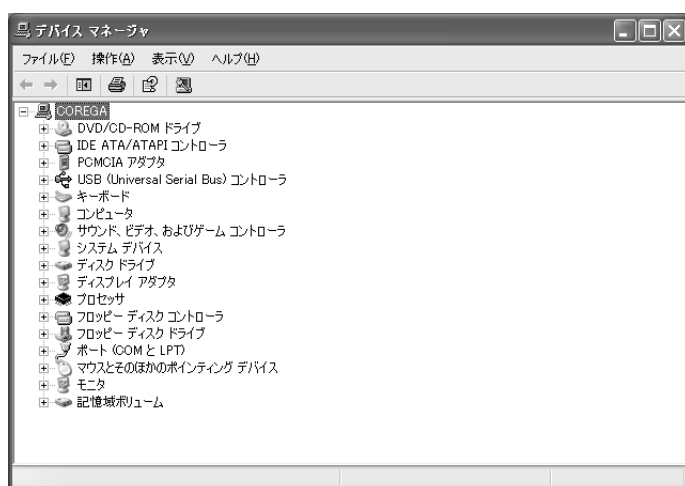 デバイス マネージャ
ファイル(F) 操作(A) 表示(V) ヘルプ(H)
COREGA
DVD/CD-ROM ドライブ
IDE ATA/ATAPI コントローラ
PCMCIA アダプタ
USB (Universal Serial Bus) コントローラ
キーボード
コンピュータ
サウンド、ビデオ、およびゲーム コントローラ
システム デバイス
ディスク ドライブ
ディスプレイ アダプタ
プロセッサ
フロッピー ディスク コントローラ
フロッピー ディスク ドライブ
ポート (COM と LPT)
マウスとそのほかのポインティング デバイス
モニタ
記憶域ボリューム